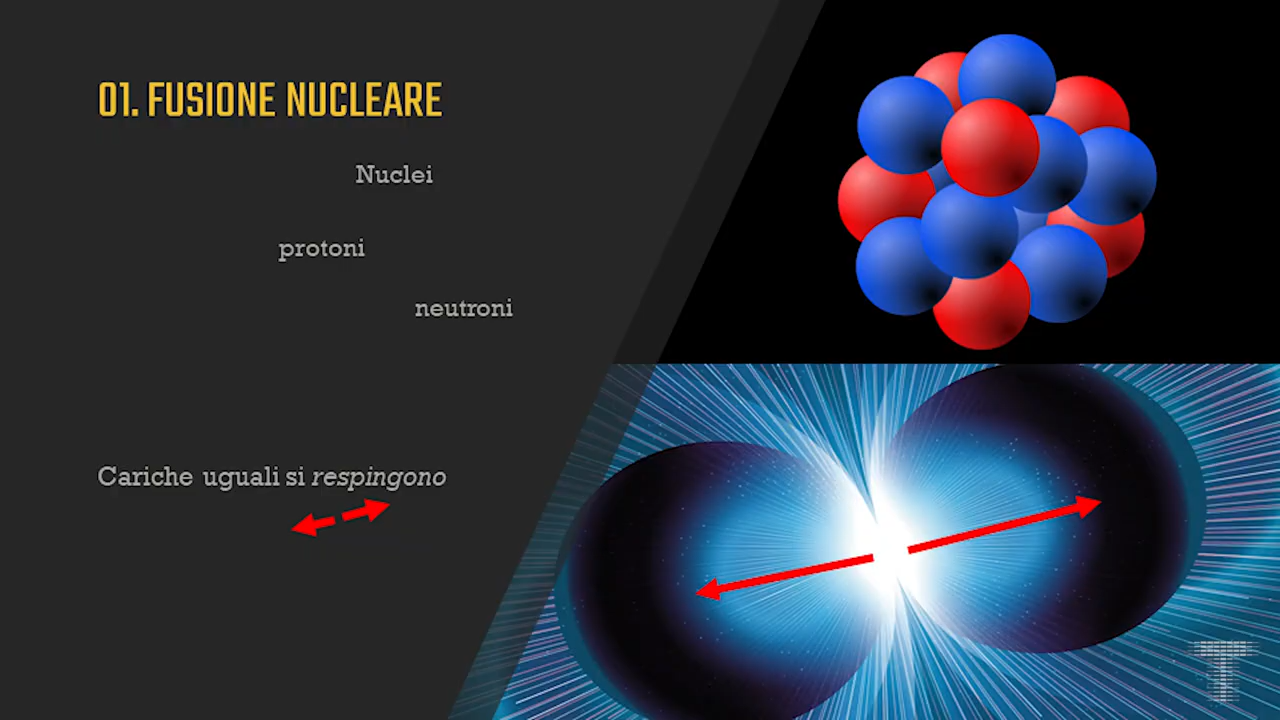 01. FUSIONE NUCLEARE
Nuclei
protoni
neutroni
Cariche uguali si respingono
T